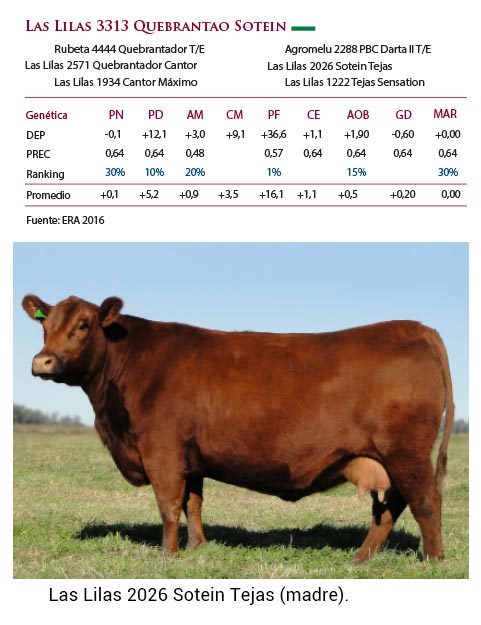 Las Lilas 3313 Quebrantao Sotein
Rubeta 4444 Quebrantador T/E Agromelu 2288 PBC Darta II T/E
Las Lilas 2571 Quebrantador Cantor Las Lilas 2026 Sotein Tejas
Las Lilas 1934 Cantor Máximo Las Lilas 1222 Tejas Sensation
Genética PN PD AM CM PF CE AOB GD MAR
DEP -0,1 +12,1 +3,0 +9,1 +36,6 +1,1 +1,90 -0,60 +0,00
PREC 0,64 0,64 0,48 0,57 0,64 0,64 0,64 0,64
Ranking 30% 10% 20% 1% 15% 30%
Promedio +0,1 +5,2 +0,9 +3,5 +16,1 +1,1 +0,5 +0,20 0,00
Fuente: ERA 2016
Las Lilas 2026 Sotein Tejas (madre).